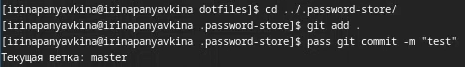 [irinapanyavkina@irinapanyavkina dotfiles]$ cd ../.password-store/
[irinapanyavkina@irinapanyavkina .password-store]$ git add .
[irinapanyavkina@irinapanyavkina .password-store]$ pass git commit -m "test"
Текущая ветка: master